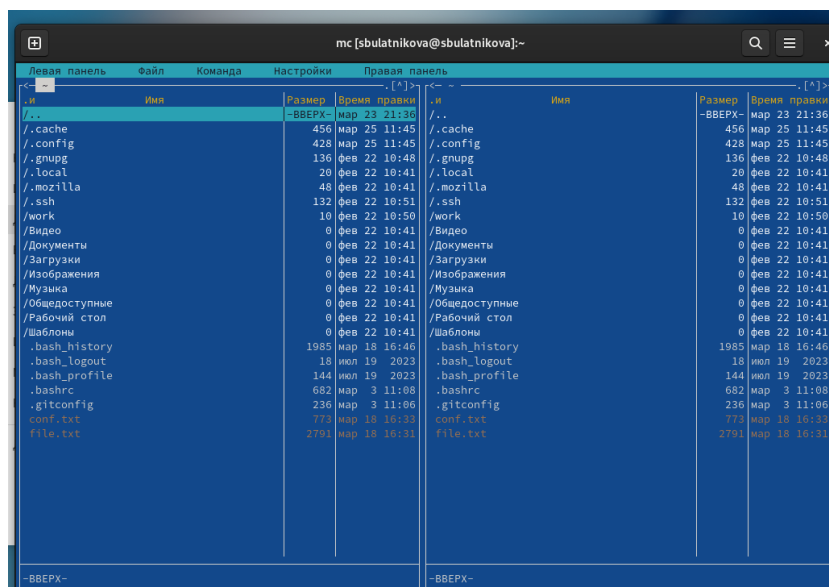 mc [sbulatnikova@sbulatnikova]:~
Левая панель Файл Команда Настройки Правая панель
<─ ~ .[^]> <─ ~ .[^]>
.и Имя Размер Время правки .и Имя Размер Время правки
/.. -ВВЕРХ- мар 23 21:36 /.. -ВВЕРХ- мар 23 21:36
/.cache 456 мар 25 11:45 /.cache 456 мар 25 11:45
/.config 428 мар 25 11:45 /.config 428 мар 25 11:45
/.gnupg 136 фев 22 10:48 /.gnupg 136 фев 22 10:48
/.local 20 фев 22 10:41 /.local 20 фев 22 10:41
/.mozilla 48 фев 22 10:41 /.mozilla 48 фев 22 10:41
/.ssh 132 фев 22 10:51 /.ssh 132 фев 22 10:51
/work 10 фев 22 10:50 /work 10 фев 22 10:50
/Видео 0 фев 22 10:41 /Видео 0 фев 22 10:41
/Документы 0 фев 22 10:41 /Документы 0 фев 22 10:41
/Загрузки 0 фев 22 10:41 /Загрузки 0 фев 22 10:41
/Изображения 0 фев 22 10:41 /Изображения 0 фев 22 10:41
/Музыка 0 фев 22 10:41 /Музыка 0 фев 22 10:41
/Общедоступные 0 фев 22 10:41 /Общедоступные 0 фев 22 10:41
/Рабочий стол 0 фев 22 10:41 /Рабочий стол 0 фев 22 10:41
/Шаблоны 0 фев 22 10:41 /Шаблоны 0 фев 22 10:41
.bash_history 1985 мар 18 16:46 .bash_history 1985 мар 18 16:46
.bash_logout 18 июл 19 2023 .bash_logout 18 июл 19 2023
.bash_profile 144 июл 19 2023 .bash_profile 144 июл 19 2023
.bashrc 682 мар 3 11:08 .bashrc 682 мар 3 11:08
.gitconfig 236 мар 3 11:06 .gitconfig 236 мар 3 11:06
conf.txt 773 мар 18 16:33 conf.txt 773 мар 18 16:33
file.txt 2791 мар 18 16:31 file.txt 2791 мар 18 16:31
-ВВЕРХ- -ВВЕРХ-